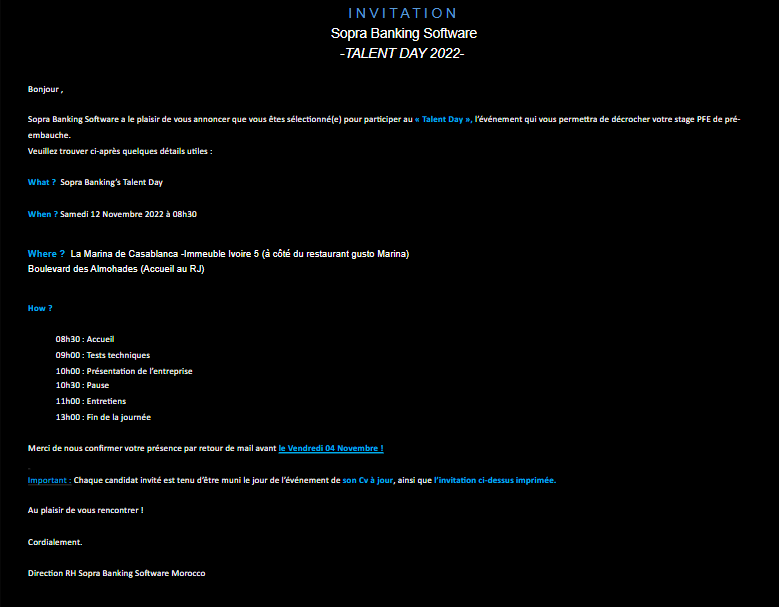 INVITATION
Sopra Banking Software
-TALENT DAY 2022-
Bonjour ,
Sopra Banking Software a le plaisir de vous annoncer que vous êtes sélectionné(e) pour participer au « Talent Day », l'événement qui vous permettra de décrocher votre stage PFE de pré-
embauche.
Veuillez trouver ci-après quelques détails utiles :
What ? Sopra Banking's Talent Day
When ? Samedi 12 Novembre 2022 à 08h30
Where ? La Marina de Casablanca -Immeuble Ivoire 5 (à côté du restaurant gusto Marina)
Boulevard des Almohades (Accueil au RJ)
How ?
08h30 : Accueil
09h00 : Tests techniques
10h00 : Présentation de l'entreprise
10h30 : Pause
11h00 : Entretiens
13h00 : Fin de la journée
Merci de nous confirmer votre présence par retour de mail avant le Vendredi 04 Novembre !
Important : Chaque candidat invité est tenu d'être muni le jour de l'événement de son Cv à jour, ainsi que l'invitation ci-dessus imprimée.
Au plaisir de vous rencontrer !
Cordialement.
Direction RH Sopra Banking Software Morocco